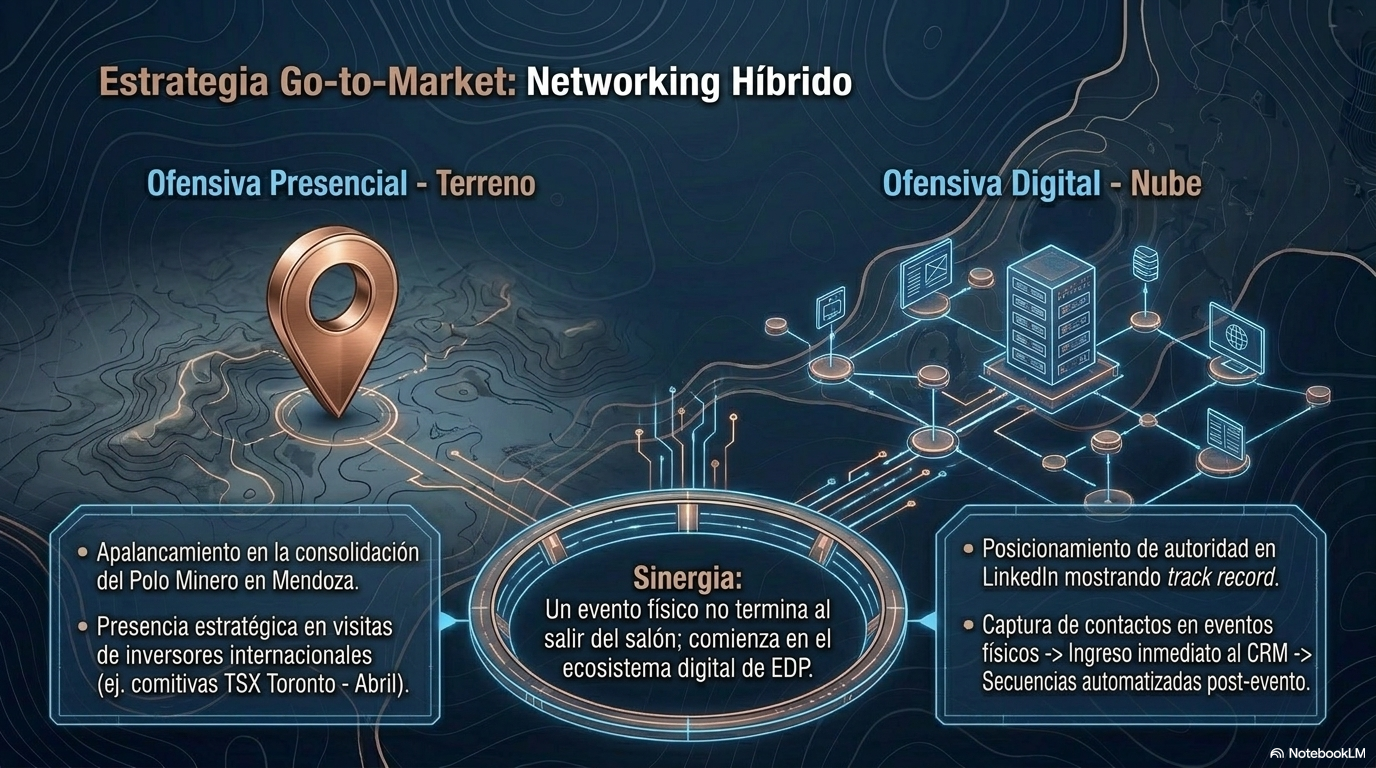 Estrategia Go-to-Market: Networking Híbrido
Ofensiva Presencial - Terreno
Ofensiva Digital - Nube
• Apalancamiento en la consolidación
del Polo Minero en Mendoza.
• Presencia estratégica en visitas
de inversores internacionales
(ej. comitivas TSX Toronto - Abril).
Sinergia:
Un evento físico no termina al
salir del salón; comienza en el
ecosistema digital de EDP.
• Posicionamiento de autoridad en
LinkedIn mostrando track record.
• Captura de contactos en eventos
físicos -> Ingreso inmediato al CRM ->
Secuencias automatizadas post-evento.
NotebookLM